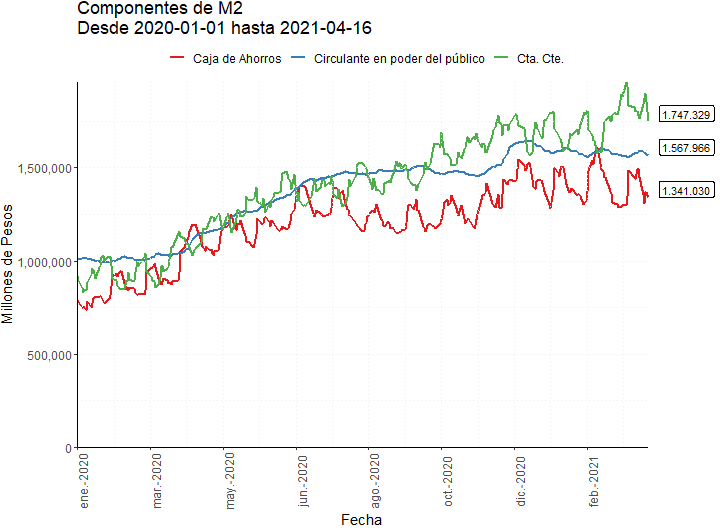 Componentes de M2
Desde 2020-01-01 hasta 2021-04-16
Caja de Ahorros Circulante en poder del público Cta. Cte.
Millones de Pesos
1,500,000
1,000,000
500,000
0
1.747.329
1.567.966
1.341.030
ene.-2020
mar.-2020
may.-2020
jun.-2020
ago.-2020
oct.-2020
dic.-2020
feb.-2021
Fecha